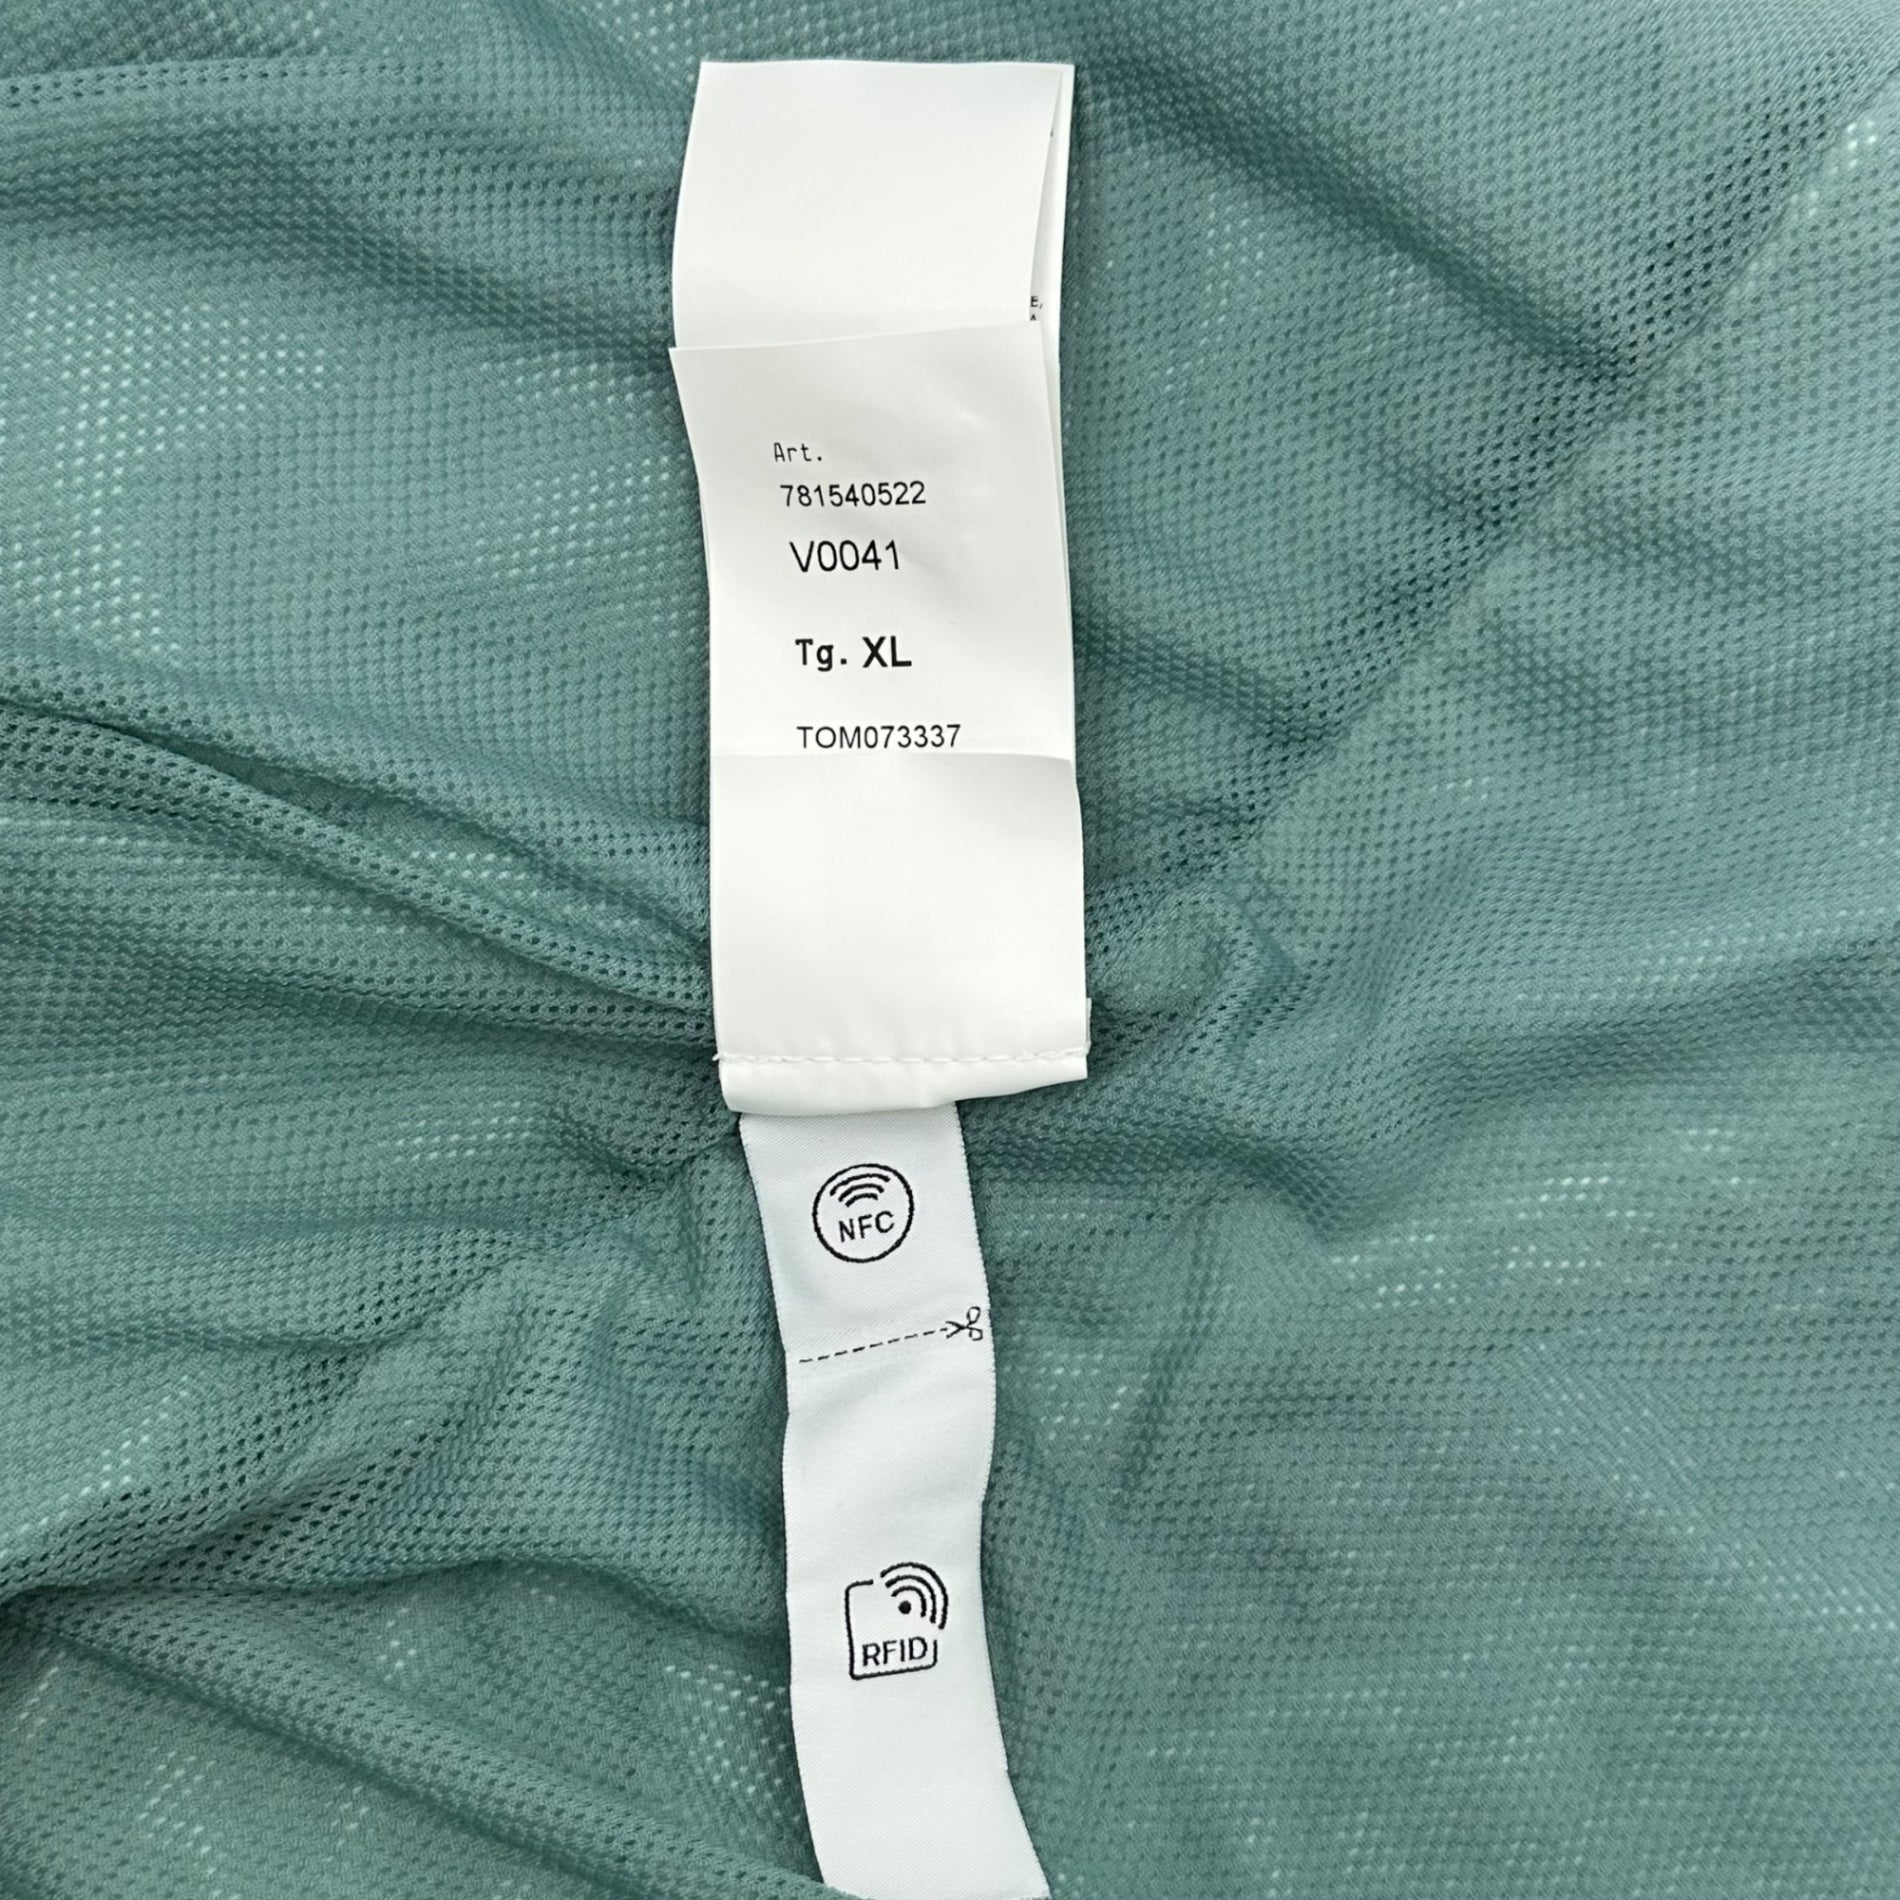 E,
A
Art.
781540522
V0041
Tg. XL
TOM073337
NFC
RFID